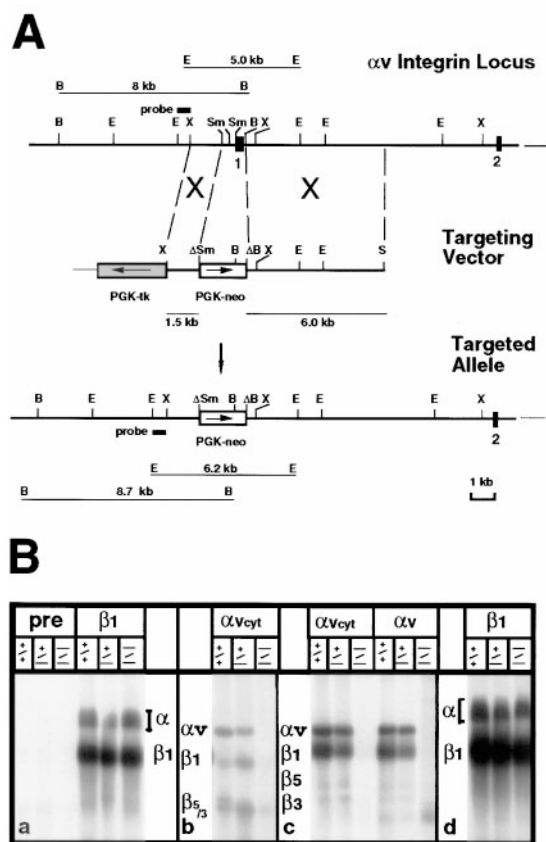 A
E 5.0 kb E
αv Integrin Locus
B 8 kb B
probe
B E E X Sm Sm B X E E E X
1 2
X X
Targeting Vector
X ΔSm B ΔB X E E S
PGK-tk PGK-neo
1.5 kb 6.0 kb
Targeted Allele
B E E X ΔSm B ΔB X E E E X
probe PGK-neo 2
E 6.2 kb E
B 8.7 kb B
1 kb
B
pre β1 αvcyt αvcyt αv β1
+/+ +/- -/- +/+ +/- -/- +/+ +/- -/- +/+ +/- -/- +/+ +/- -/- +/+ +/- -/-
α αv αv α
β1 β1 β1 β1
β5/3 β5
β3
a b c d